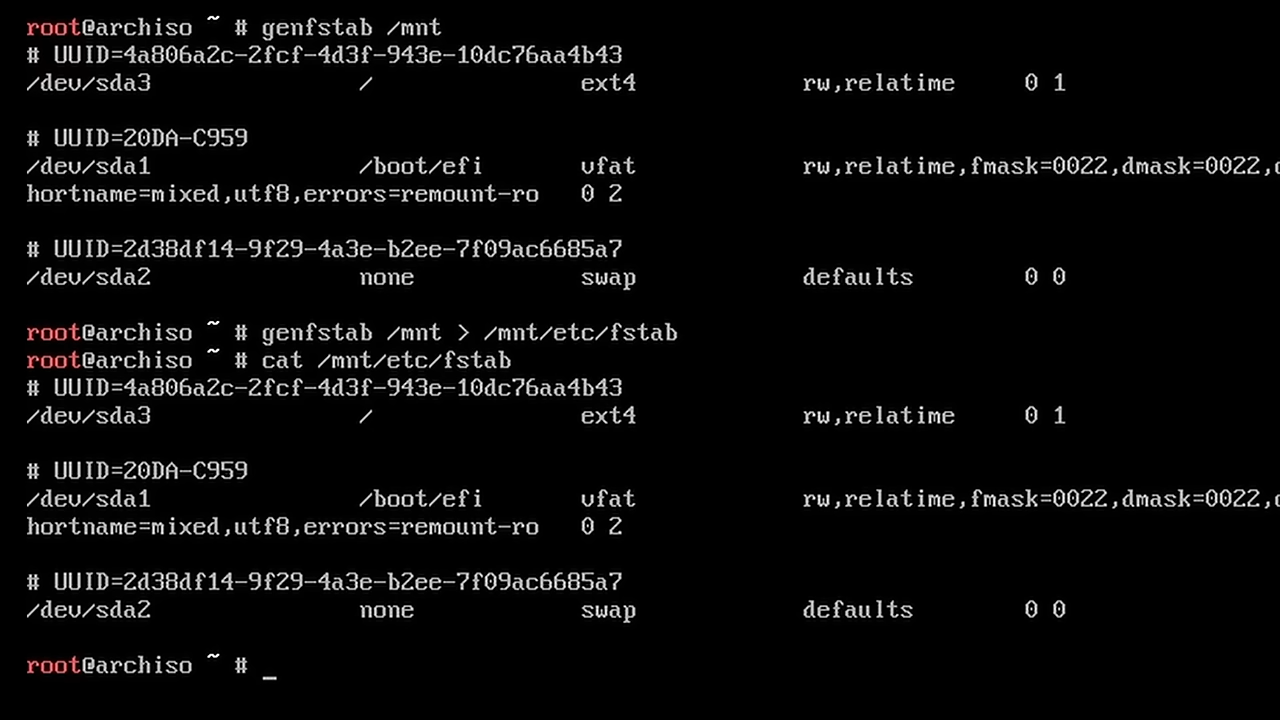 root@archiso ~ # genfstab /mnt
# UUID=4a806a2c-2fcf-4d3f-943e-10dc76aa4b43
/dev/sda3 / ext4 rw,relatime 0 1
# UUID=20DA-C959
/dev/sda1 /boot/efi vfat rw,relatime,fmask=0022,dmask=0022,
hortname=mixed,utf8,errors=remount-ro 0 2
# UUID=2d38df14-9f29-4a3e-b2ee-7f09ac6685a7
/dev/sda2 none swap defaults 0 0
root@archiso ~ # genfstab /mnt > /mnt/etc/fstab
root@archiso ~ # cat /mnt/etc/fstab
# UUID=4a806a2c-2fcf-4d3f-943e-10dc76aa4b43
/dev/sda3 / ext4 rw,relatime 0 1
# UUID=20DA-C959
/dev/sda1 /boot/efi vfat rw,relatime,fmask=0022,dmask=0022,
hortname=mixed,utf8,errors=remount-ro 0 2
# UUID=2d38df14-9f29-4a3e-b2ee-7f09ac6685a7
/dev/sda2 none swap defaults 0 0
root@archiso ~ # _